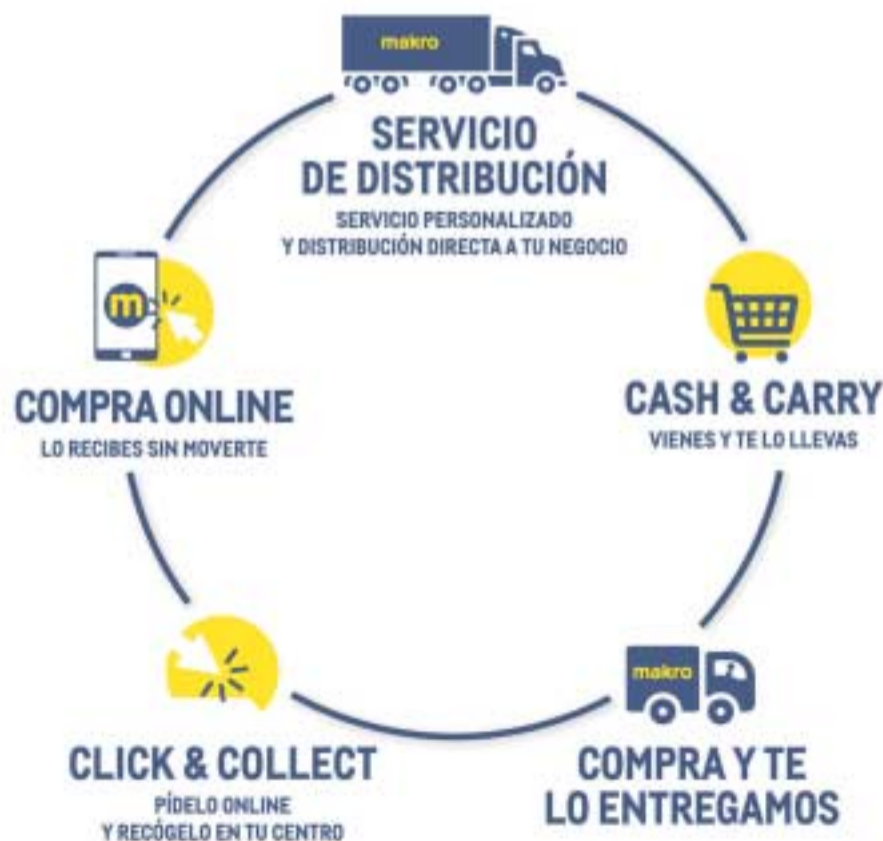 makro
SERVICIO
DE DISTRIBUCIÓN
SERVICIO PERSONALIZADO
Y DISTRIBUCIÓN DIRECTA A TU NEGOCIO
m
COMPRA ONLINE
LO RECIBES SIN MOVERTE
CASH & CARRY
VIENES Y TE LO LLEVAS
CLICK & COLLECT
PÍDELO ONLINE
Y RECÓGELO EN TU CENTRO
makro
COMPRA Y TE
LO ENTREGAMOS